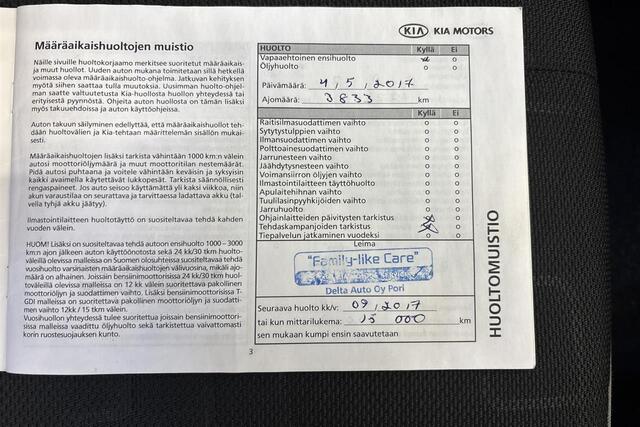 Määräaikaishuoltojen muistio
Näille sivuille huoltokorjaamo merkitsee suoritetut määräaikais-
ja muut huollot. Uuden auton mukana toimitetaan sillä hetkellä
voimassa oleva määräaikaishuolto-ohjelma. Jatkuvan kehityksen
myötä siihen saattaa tulla muutoksia. Uusimman huolto-ohjel-
man saatte valtuutetusta Kia-huollosta huollon yhteydessä tai
erityisestä pyynnöstä. Ohjeita auton huollosta on tämän lisäksi
myös takuuehdoissa ja auton käyttöohjeissa.
Auton takuun säilyminen edellyttää, että määräaikaishuollot teh-
dään huoltovälien ja Kia-tehtaan määrittelemän sisällön mukai-
sesti.
Määräaikaishuoltojen lisäksi tarkista vähintään 1000 km:n välein
autosi moottoriöljymäärä ja muut moottoritilan nestemäärät.
Pidä autosi puhtaana ja voitele vähintään keväisin ja syksyisin
kaikki avaimella käytettävät lukkopesät. Tarkista säännöllisesti
rengaspaineet. Jos auto seisoo käyttämättä yli kaksi viikkoa, niin
akun varaustilaa on seurattava ja tarvittaessa ladattava akku (tal-
vella tyhjä akku jäätyy).
Ilmastointilaitteen huoltotäyttö on suositeltavaa tehdä kahden
vuoden välein.
HUOM! Lisäksi on suositeltavaa tehdä autoon ensihuolto 1000 – 3000
km:n ajon jälkeen auton käyttöönotosta sekä 24 kk/30 tkm huolto-
väleillä olevissa malleissa on Suomen olosuhteissa suositeltavaa tehdä
vuosihuolto varsinaisten määräaikaishuoltojen välivuosina, mikäli ajo-
määrä on alhainen. Joissain bensiinimoottorisissa 24 kk/30 tkm huol-
toväleillä olevissa malleissa on 12 kk välein suoritettava pakollinen
moottoriöljyn ja suodattimen vaihto. Lisäksi bensiinimoottorisissa T-
GDI malleissa on suoritettava pakollinen moottoriöljyn ja suodatti-
men vaihto 12kk / 15 tkm välein.
Vuosihuollon yhteydessä tulee suorittaa joissain bensiinimoottori-
sissa malleissa vaadittu öljyhuolto sekä tarkistettua vaivattomasti
korin ruostesuojauksen kunto.
3
KIA KIA MOTORS
HUOLTO Kyllä Ei
Vapaaehtoinen ensihuolto
Öljyhuolto
Päivämäärä: 4,5,2017
Ajomäärä: 3833 km
Kyllä Ei
Raitisilmasuodattimen vaihto
Sytytystulppien vaihto
Ilmansuodattimen vaihto
Polttoainesuodattimen vaihto
Jarrunesteen vaihto
Jäähdytysnesteen vaihto
Voimansiirron öljyjen vaihto
Ilmastointilaitteen täyttöhuolto
Apulaitehihnan vaihto
Tuulilasinpyyhkijöiden vaihto
Jarruhuolto
Ohjainlaitteiden päivitysten tarkistus
Tehdaskampanjoiden tarkistus
Tiepalvelun jatkaminen vuodeksi
Leima
"Family-like Care"
Delta Auto Oy Pori
Seuraava huolto kk/v: 09,2017
tai kun mittarilukema: 15 000 km
sen mukaan kumpi ensin saavutetaan
HUOLTOMUISTIO